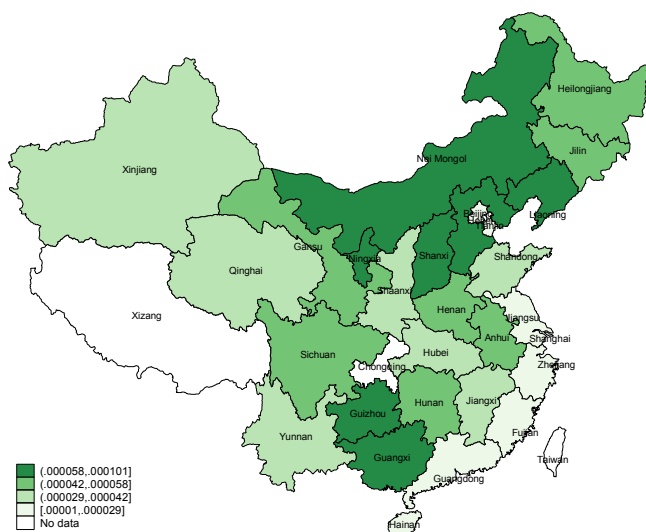 Heilongjiang
Jilin
Xinjiang
Nei Mongol
Beijing
Tianjin
Liaoning
Gansu
Ningxia
Shanxi
Shandong
Qinghai
Shaanxi
Henan
Jiangsu
Xizang
Anhui
Shanghai
Sichuan
Hubei
Chongqing
Zhejiang
Guizhou
Hunan
Jiangxi
Yunnan
Fujian
Guangxi
Taiwan
Guangdong
Hainan
(.000058,.000101]
(.000042,.000058]
(.000029,.000042]
[.00001,.000029]
No data